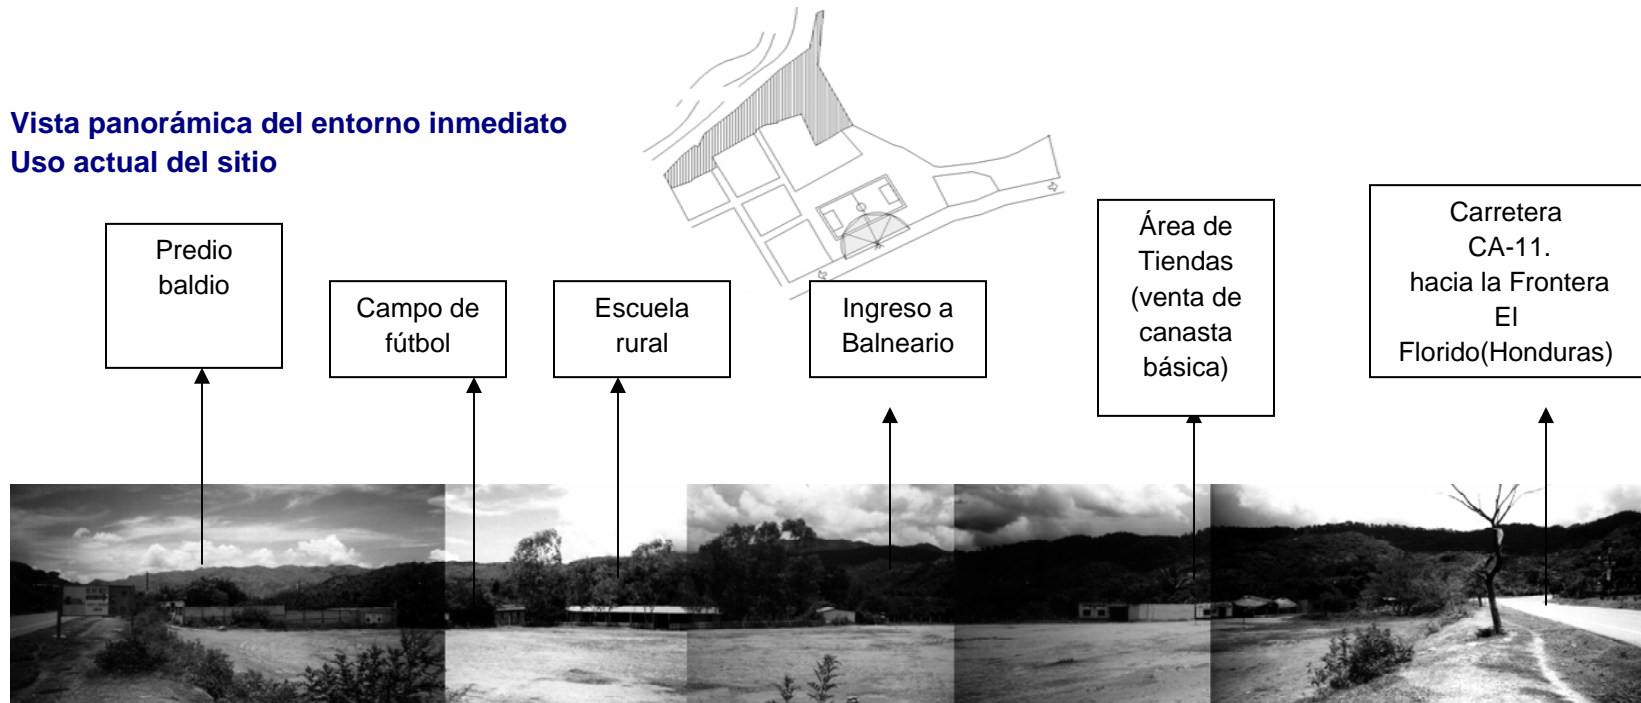 Vista panorámica del entorno inmediato
Uso actual del sitio
Predio
baldio
Campo de
fútbol
Escuela
rural
Ingreso a
Balneario
Área de
Tiendas
(venta de
canasta
básica)
Carretera
CA-11.
hacia la Frontera
El
Florido(Honduras)